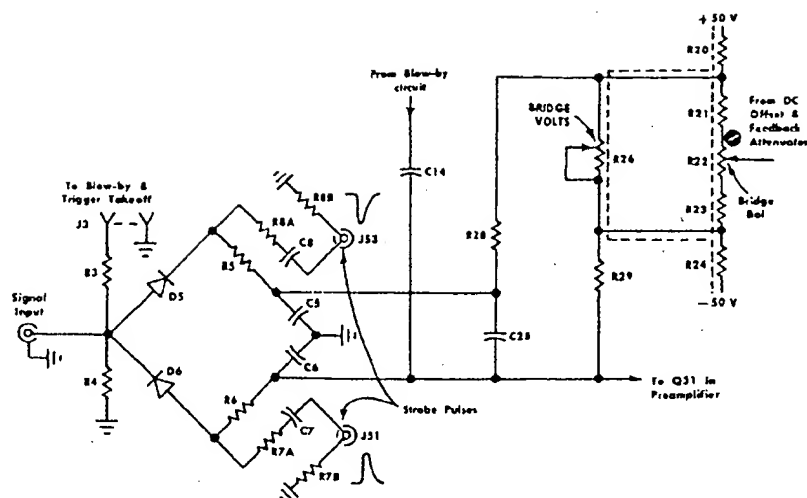 +50 V
R20
From Blow-by
circuit
BRIDGE
VOLTS
R21
From DC
Offset &
Feedback
Attenuator
C14
R26
R22
To Blow-by &
Trigger Takeoff
R8B
Bridge
Bal
J3
R8A
C8
J53
R28
R23
R3
R5
R29
R24
Signal
Input
D5
C5
-50 V
D6
C6
C25
R4
R6
To Q31 in
Preamplifier
Strobe Pulses
C7
J51
R7A
R7B